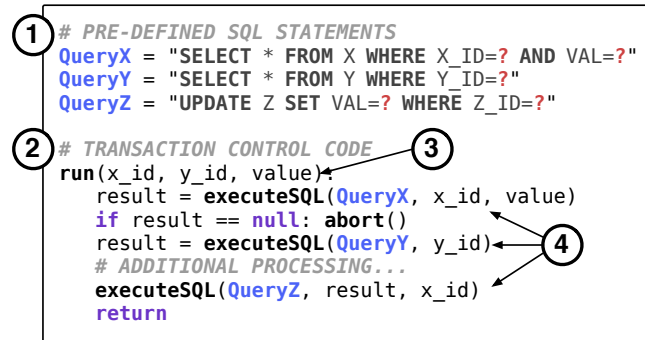 1
# PRE-DEFINED SQL STATEMENTS
QueryX = "SELECT * FROM X WHERE X_ID=? AND VAL=?"
QueryY = "SELECT * FROM Y WHERE Y_ID=?"
QueryZ = "UPDATE Z SET VAL=? WHERE Z_ID=?"
2
# TRANSACTION CONTROL CODE
3
run(x_id, y_id, value):
result = executeSQL(QueryX, x_id, value)
if result == null: abort()
result = executeSQL(QueryY, y_id)
4
# ADDITIONAL PROCESSING...
executeSQL(QueryZ, result, x_id)
return